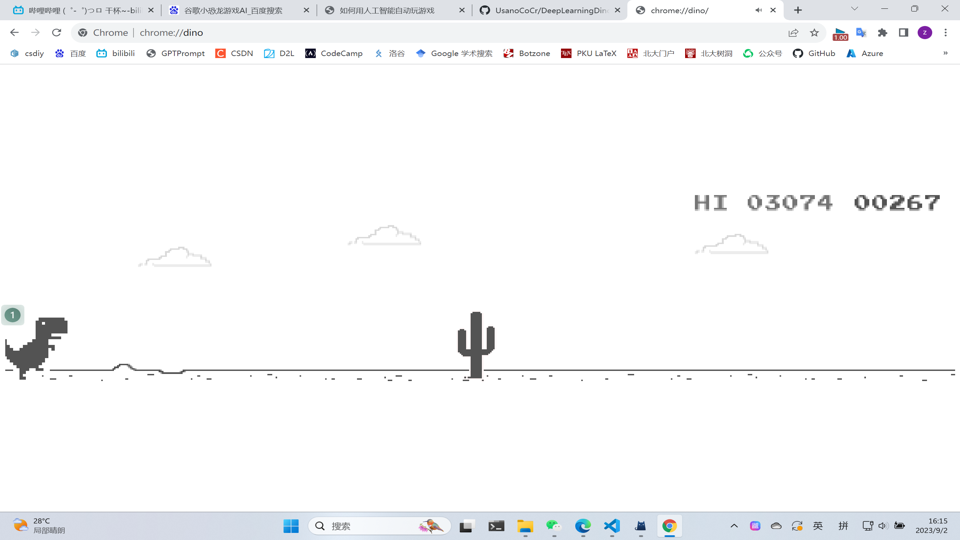 哔哩哔哩 (゜-゜)つロ 干杯~-bili
谷歌小恐龙游戏AI_百度搜索
如何用人工智能自动玩游戏
UsanoCoCr/DeepLearningDin
chrome://dino/
Chrome | chrome://dino
1.00
z
csdiy
百度
bilibili
GPTPrompt
CSDN
D2L
CodeCamp
洛谷
Google 学术搜索
Botzone
PKU LaTeX
北大门户
北大树洞
公众号
GitHub
Azure
»
HI 03074 00267
1
28°C
局部晴朗
搜索
英
拼
16:15
2023/9/2